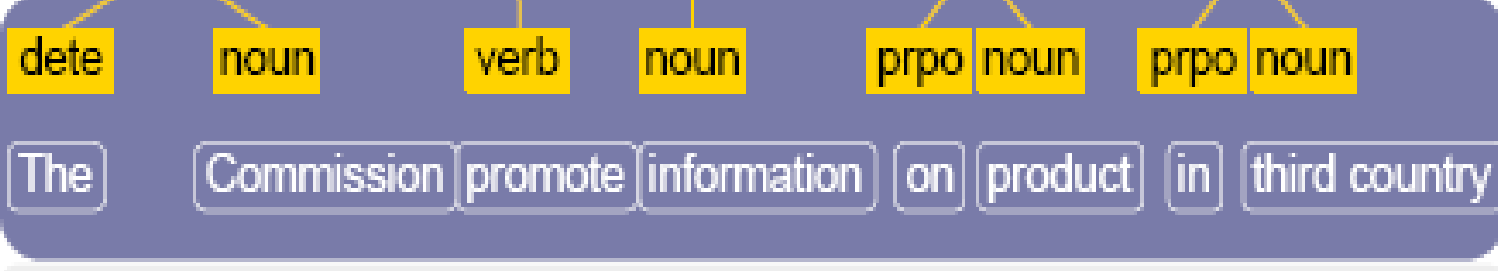 dete noun verb noun prpo noun prpo noun
The Commission promote information on product in third country